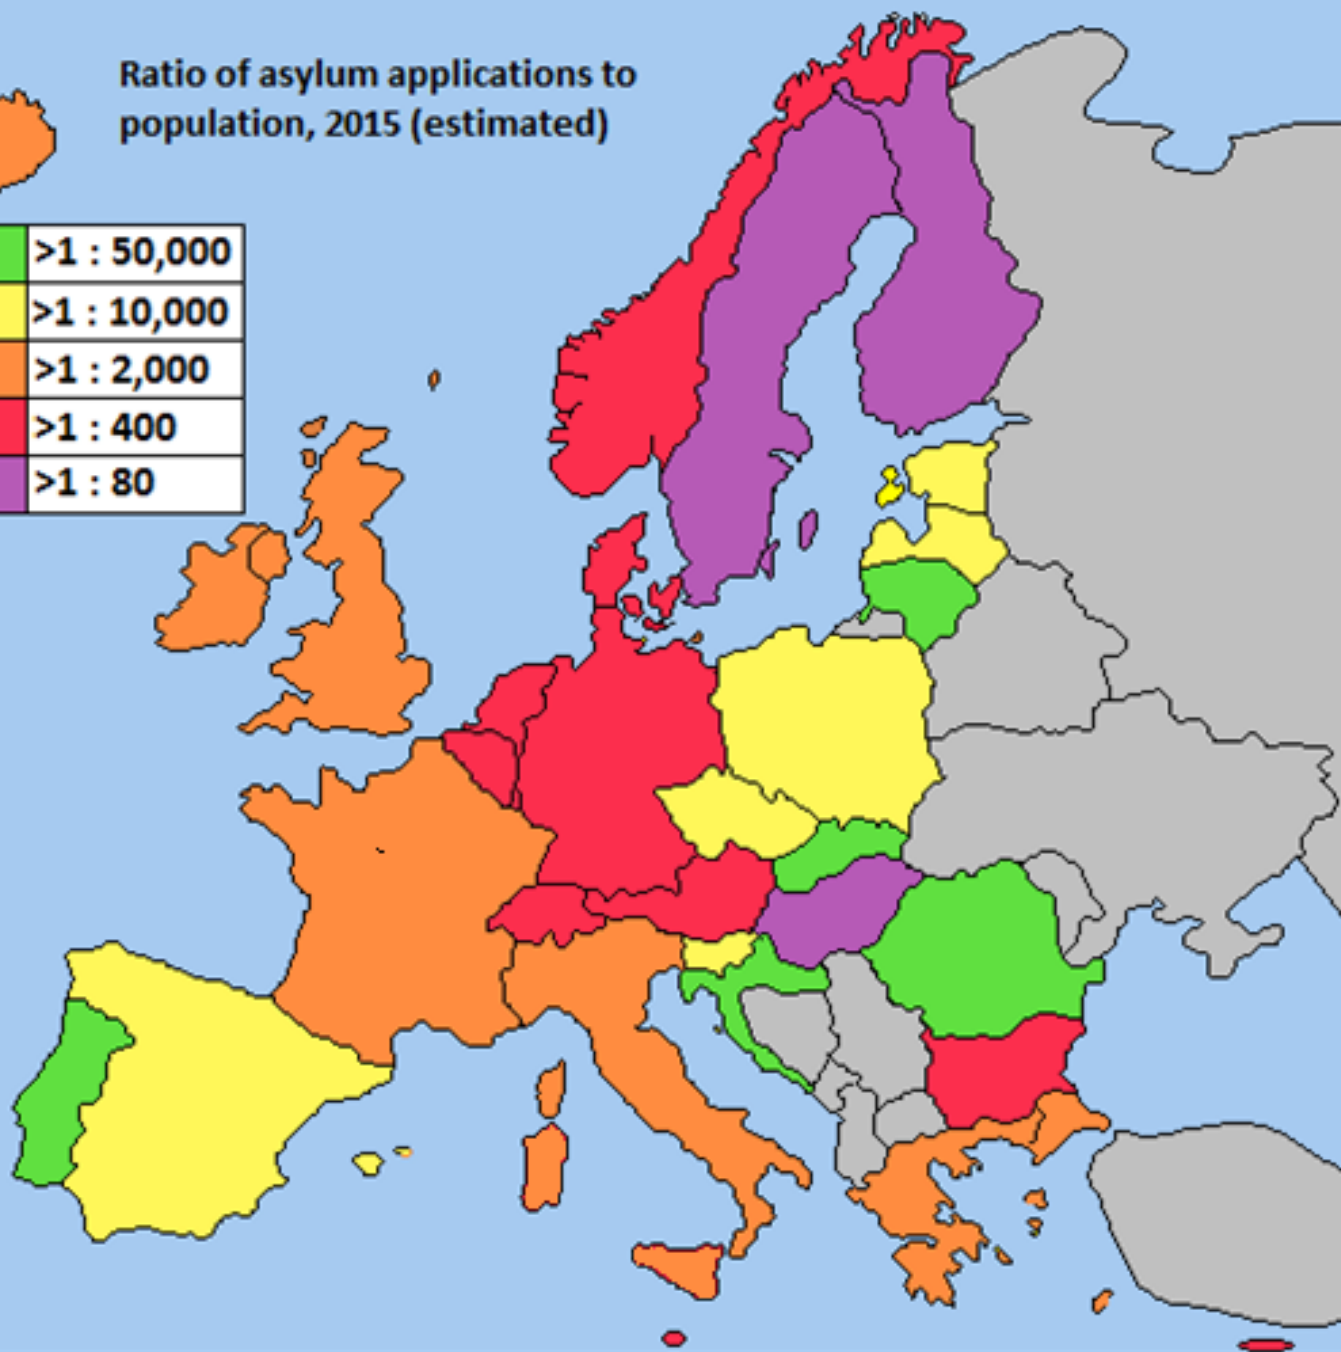 Ratio of asylum applications to
population, 2015 (estimated)
>1 : 50,000
>1 : 10,000
>1 : 2,000
>1 : 400
>1 : 80